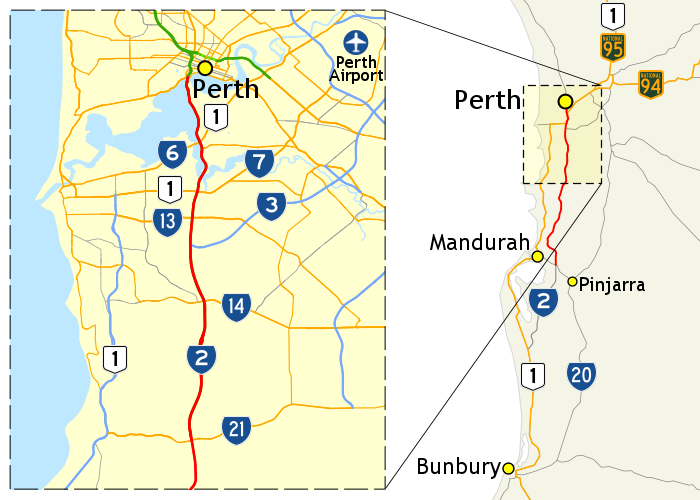 Perth
Airport
Perth
1
6
7
1
3
13
14
1
2
21
1
NATIONAL
95
NATIONAL
94
Perth
Mandurah
Pinjarra
2
1
20
Bunbury